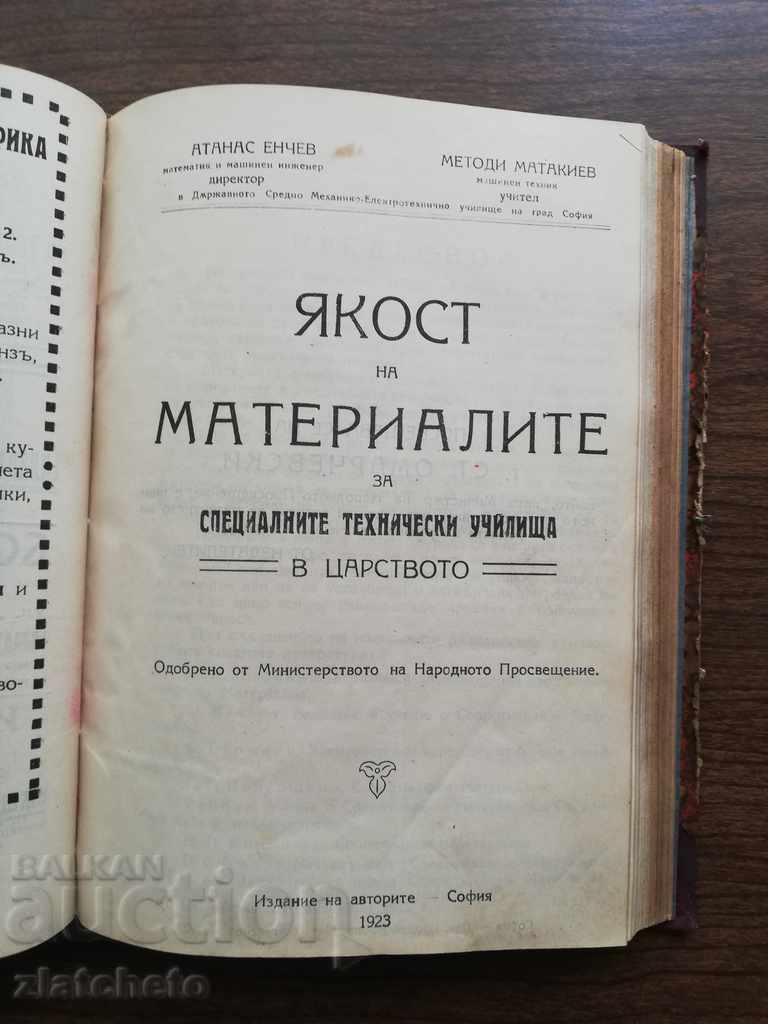 РИКА
2.
ъ.
азни
нзъ,
ку-
нета
ики,
и
во-
АТАНАС ЕНЧЕВ
математик и машинен инженер
директор
МЕТОДИ МАТАКИЕВ
машинен техник
учител
в Държавното Средно Механико-Електротехнично училище на град София
ЯКОСТ
НА
МАТЕРИАЛИТЕ
ЗА
СПЕЦИАЛНИТЕ ТЕХНИЧЕСКИ УЧИЛИЩА
В ЦАРСТВОТО
Одобрено от Министерството на Народното Просвещение.
Издание на авторите — София
1923
BALKAN
auction
zlatcheto